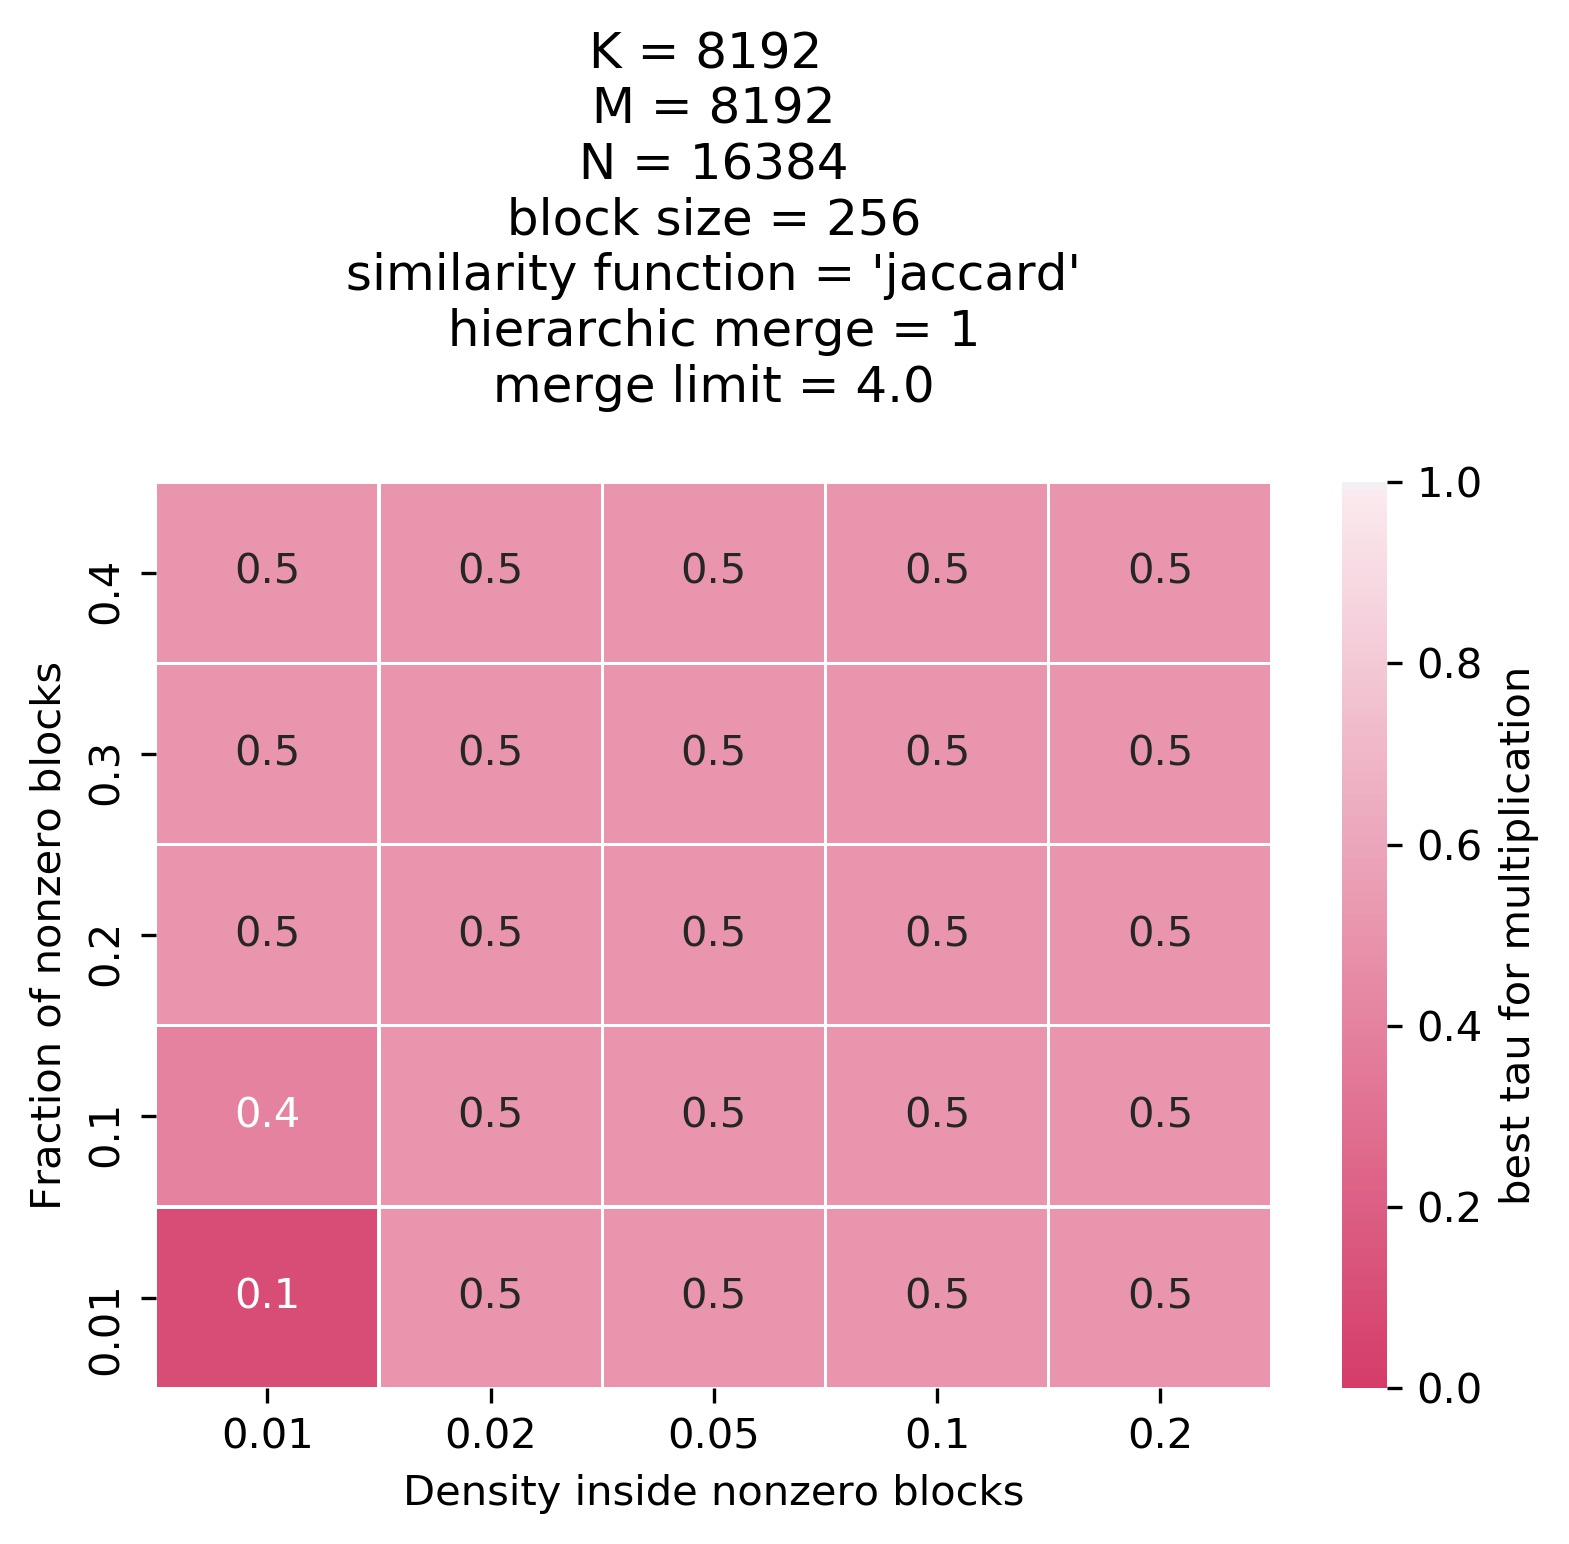 K = 8192
M = 8192
N = 16384
block size = 256
similarity function = 'jaccard'
hierarchic merge = 1
merge limit = 4.0
Fraction of nonzero blocks
0.4
0.5 0.5 0.5 0.5 0.5
0.3
0.5 0.5 0.5 0.5 0.5
0.2
0.5 0.5 0.5 0.5 0.5
0.1
0.4 0.5 0.5 0.5 0.5
0.01
0.1 0.5 0.5 0.5 0.5
0.01 0.02 0.05 0.1 0.2
Density inside nonzero blocks
1.0
0.8
0.6
0.4
0.2
0.0
best tau for multiplication